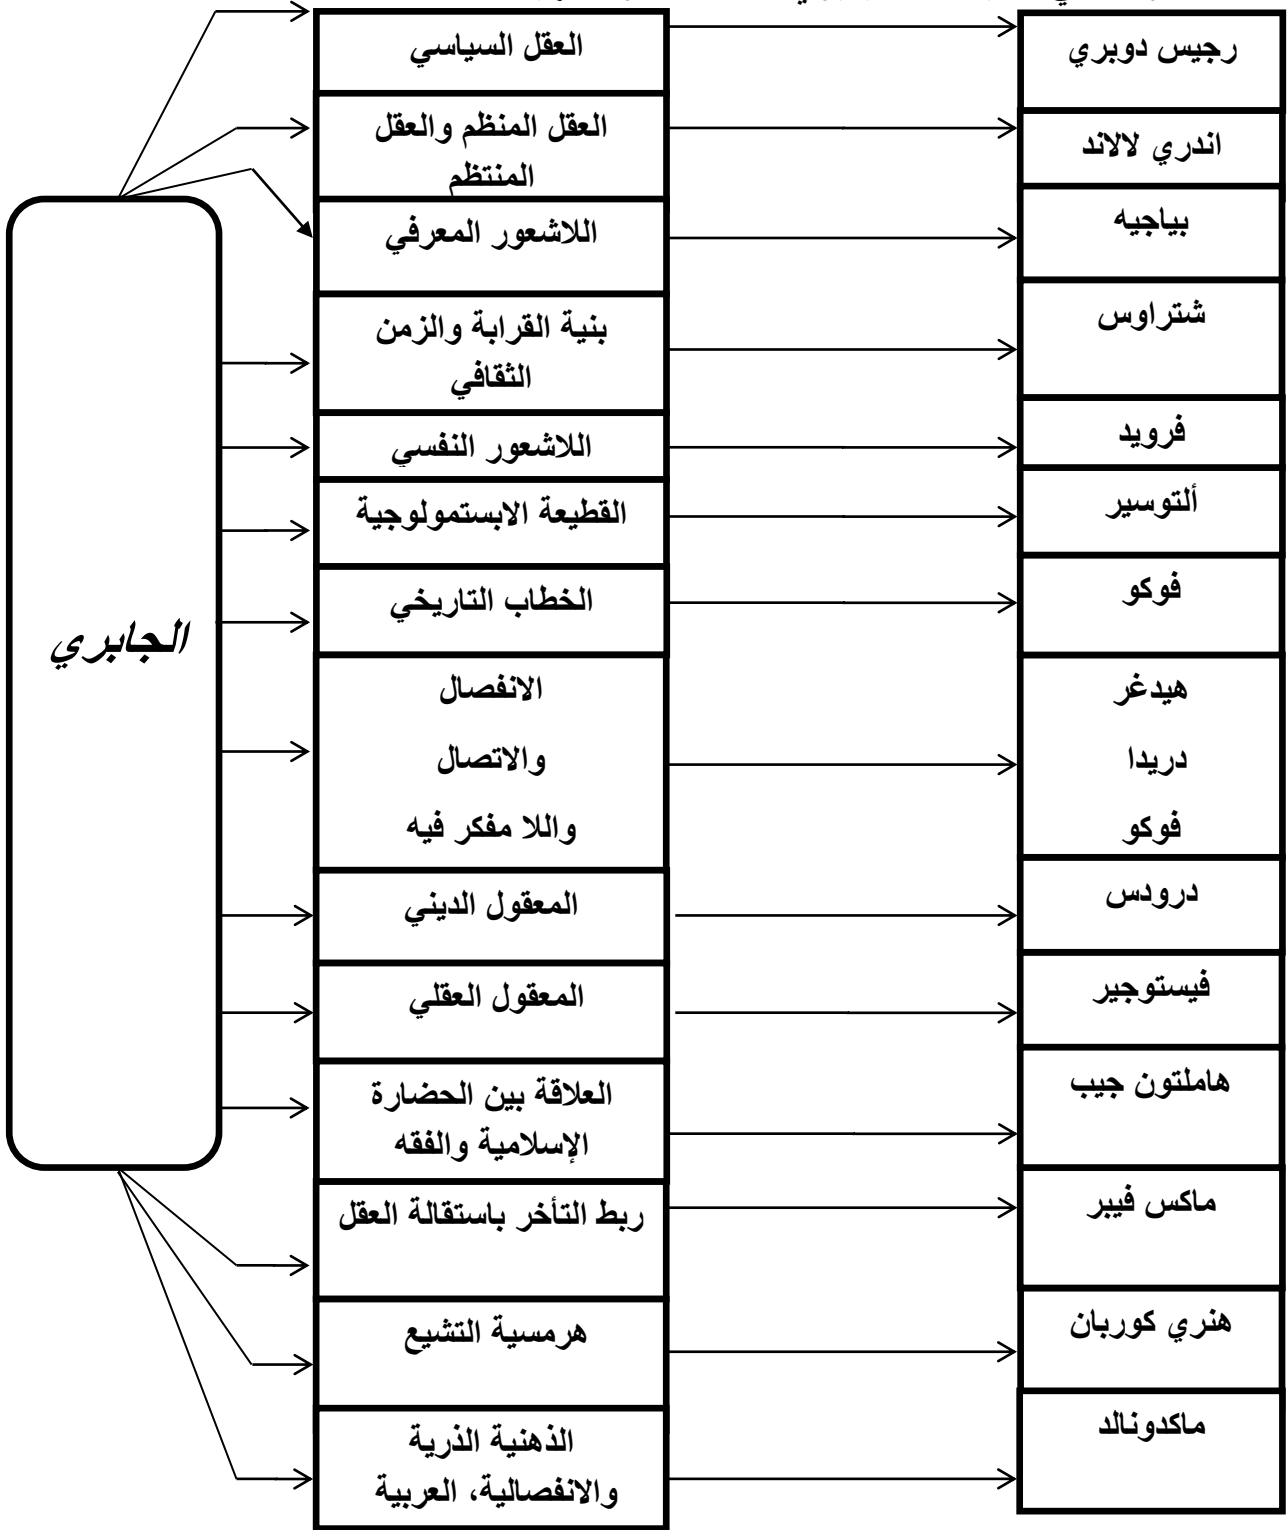 العقل السياسي
رجيس دوبري
العقل المنظم والعقل
المنتظم
اندري لالاند
اللاشعور المعرفي
بياجيه
بنية القرابة والزمن
الثقافي
شتراوس
اللاشعور النفسي
فرويد
القطيعة الابستمولوجية
ألتوسير
الخطاب التاريخي
فوكو
الجابري
الانفصال
والاتصال
واللا مفكر فيه
هيدغر
دريدا
فوكو
المعقول الديني
درودس
المعقول العقلي
فيستوجير
العلاقة بين الحضارة
الإسلامية والفقه
هاملتون جيب
ربط التأخر باستقالة العقل
ماكس فيبر
هرمسية التشيع
هنري كوربان
الذهنية الذرية
والانفصالية، العربية
ماكدونالد